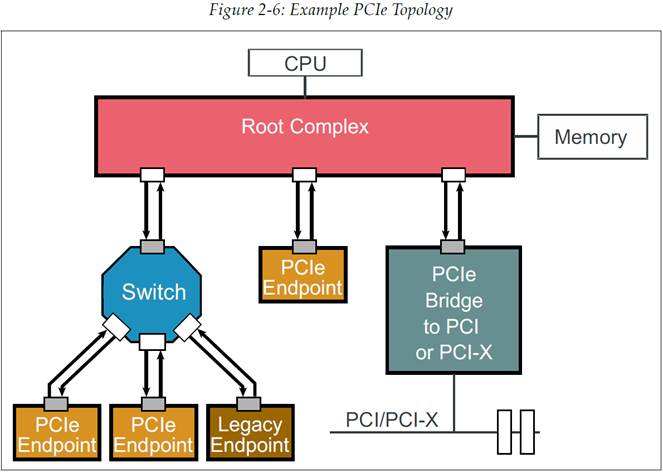 Figure 2-6: Example PCIe Topology
CPU
Root Complex
Memory
Switch
PCIe
Endpoint
PCIe
Bridge
to PCI
or PCI-X
PCIe
Endpoint
PCIe
Endpoint
Legacy
Endpoint
PCI/PCI-X